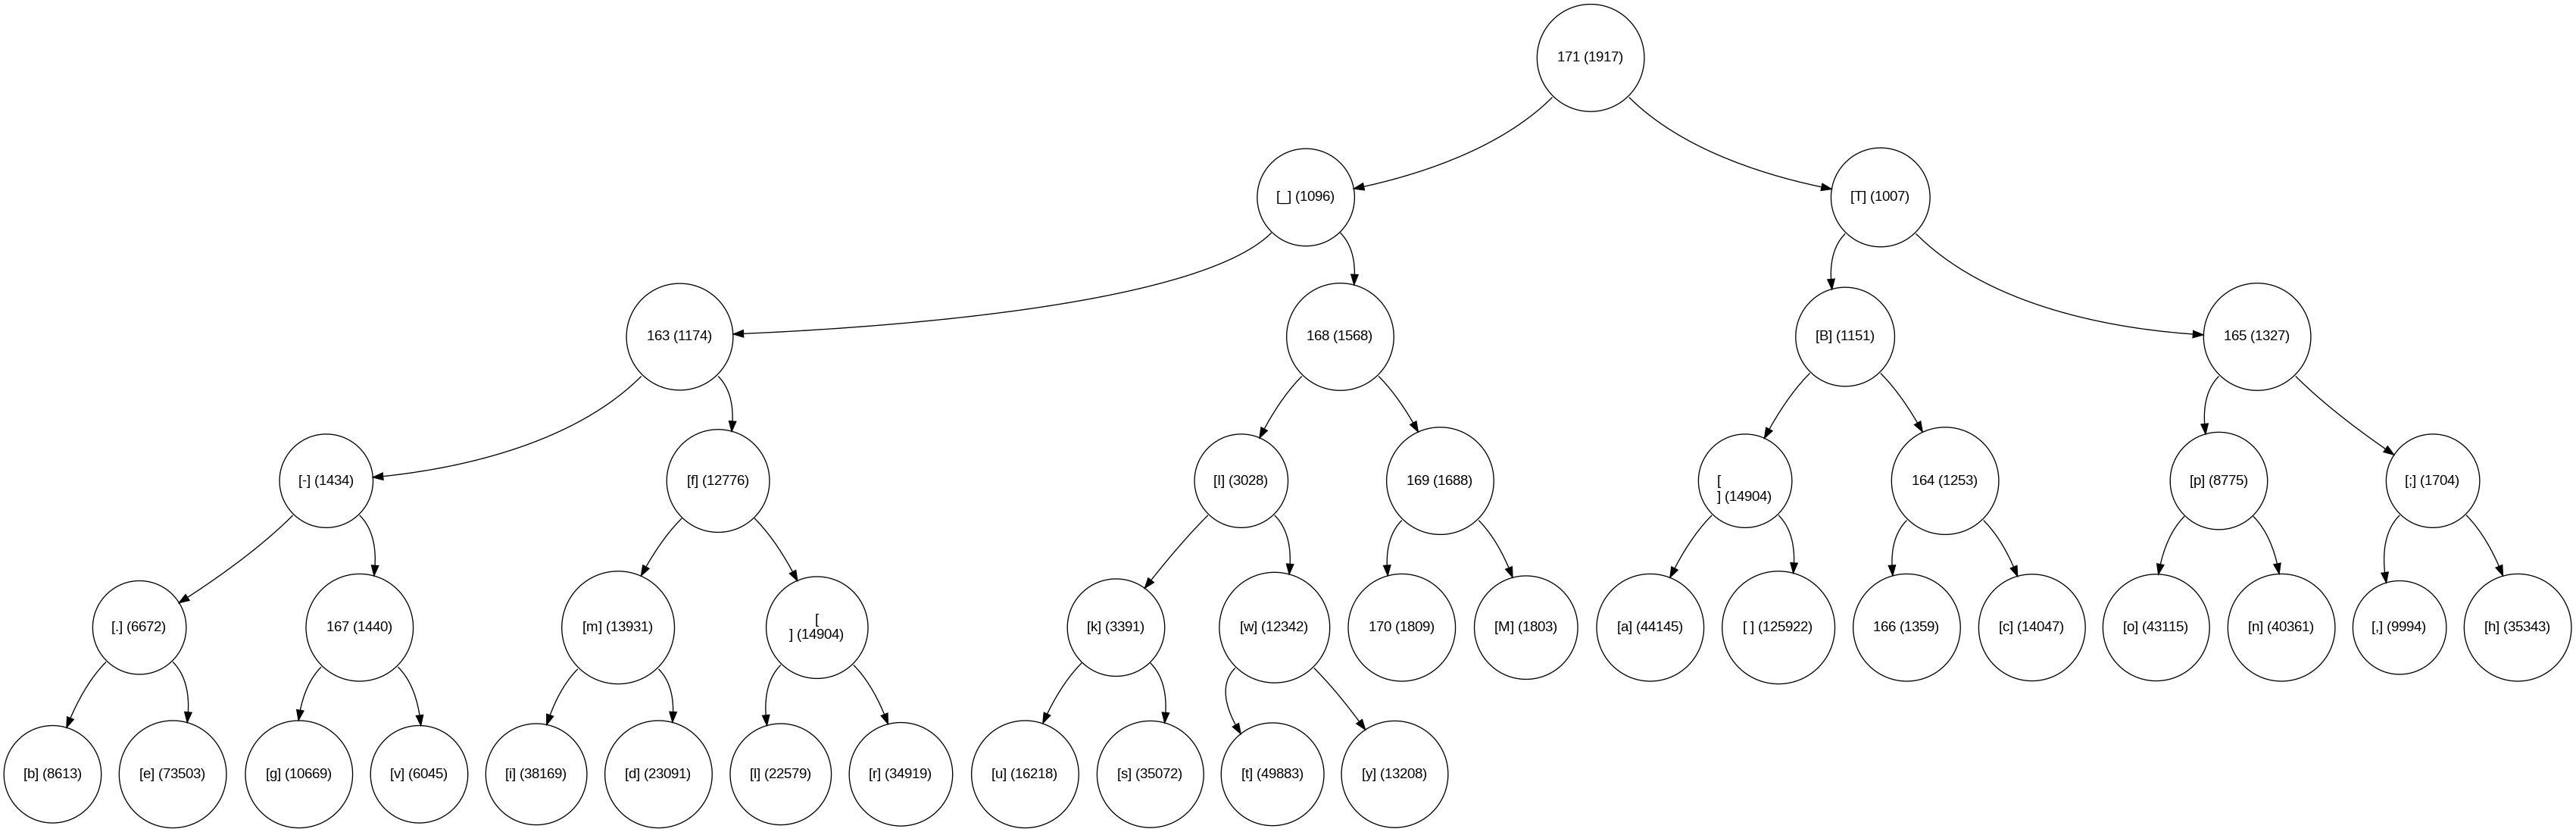 171 (1917)
[_] (1096)
[T] (1007)
163 (1174)
168 (1568)
[B] (1151)
165 (1327)
[-] (1434)
[f] (12776)
[I] (3028)
169 (1688)
[
] (14904)
164 (1253)
[p] (8775)
[;] (1704)
[.] (6672)
167 (1440)
[m] (13931)
[
] (14904)
[k] (3391)
[w] (12342)
170 (1809)
[M] (1803)
[a] (44145)
[ ] (125922)
166 (1359)
[c] (14047)
[o] (43115)
[n] (40361)
[,] (9994)
[h] (35343)
[b] (8613)
[e] (73503)
[g] (10669)
[v] (6045)
[i] (38169)
[d] (23091)
[l] (22579)
[r] (34919)
[u] (16218)
[s] (35072)
[t] (49883)
[y] (13208)